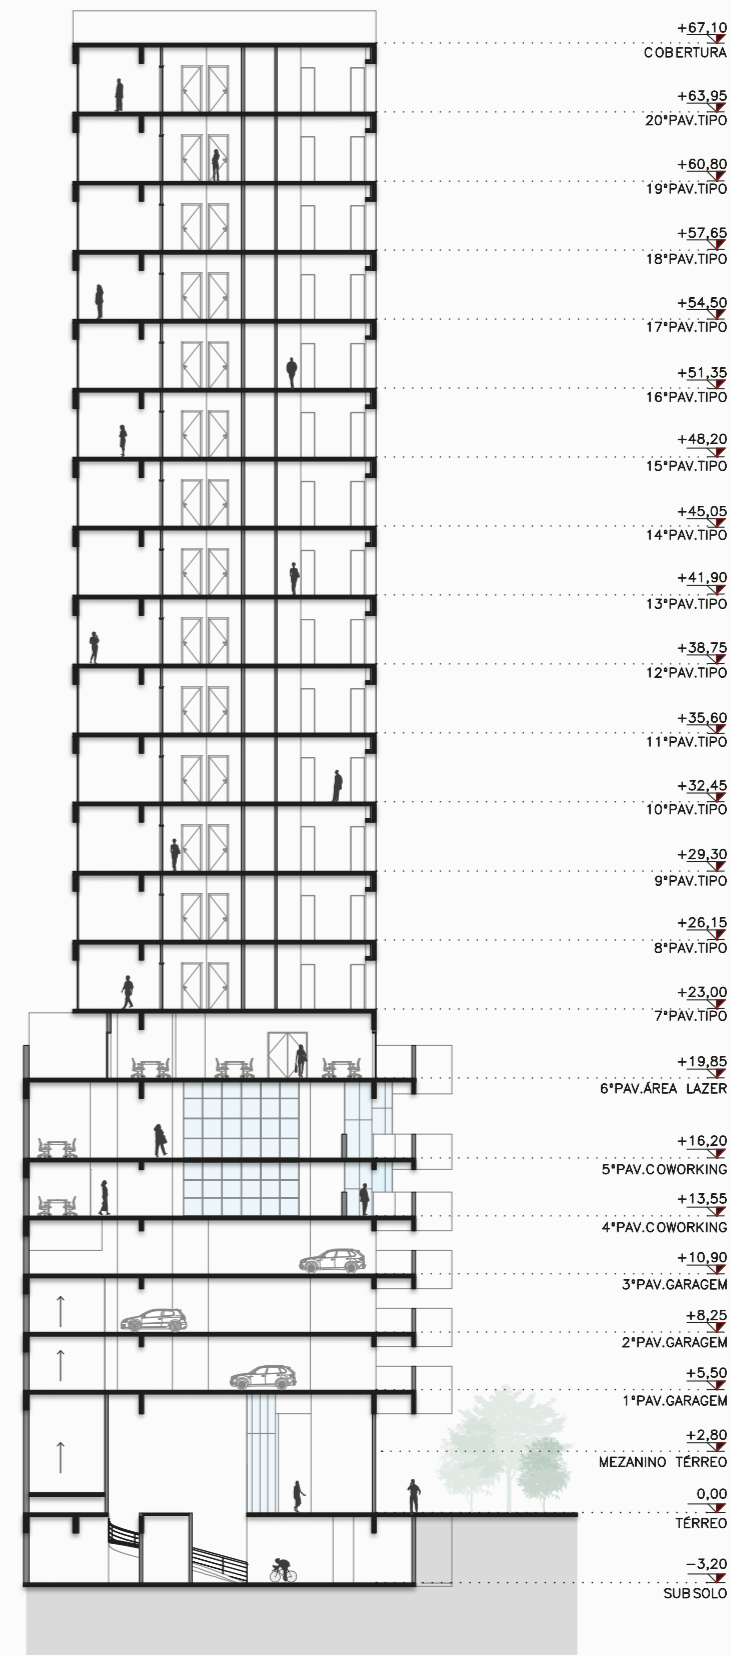 +67,10
COBERTURA
+63,95
20°PAV.TIPO
+60,80
19°PAV.TIPO
+57,65
18°PAV.TIPO
+54,50
17°PAV.TIPO
+51,35
16°PAV.TIPO
+48,20
15°PAV.TIPO
+45,05
14°PAV.TIPO
+41,90
13°PAV.TIPO
+38,75
12°PAV.TIPO
+35,60
11°PAV.TIPO
+32,45
10°PAV.TIPO
+29,30
9°PAV.TIPO
+26,15
8°PAV.TIPO
+23,00
7°PAV.TIPO
+19,85
6°PAV.ÁREA LAZER
+16,20
5°PAV.COWORKING
+13,55
4°PAV.COWORKING
+10,90
3°PAV.GARAGEM
+8,25
2°PAV.GARAGEM
+5,50
1°PAV.GARAGEM
+2,80
MEZANINO TÉRREO
0,00
TÉRREO
-3,20
SUBSOLO